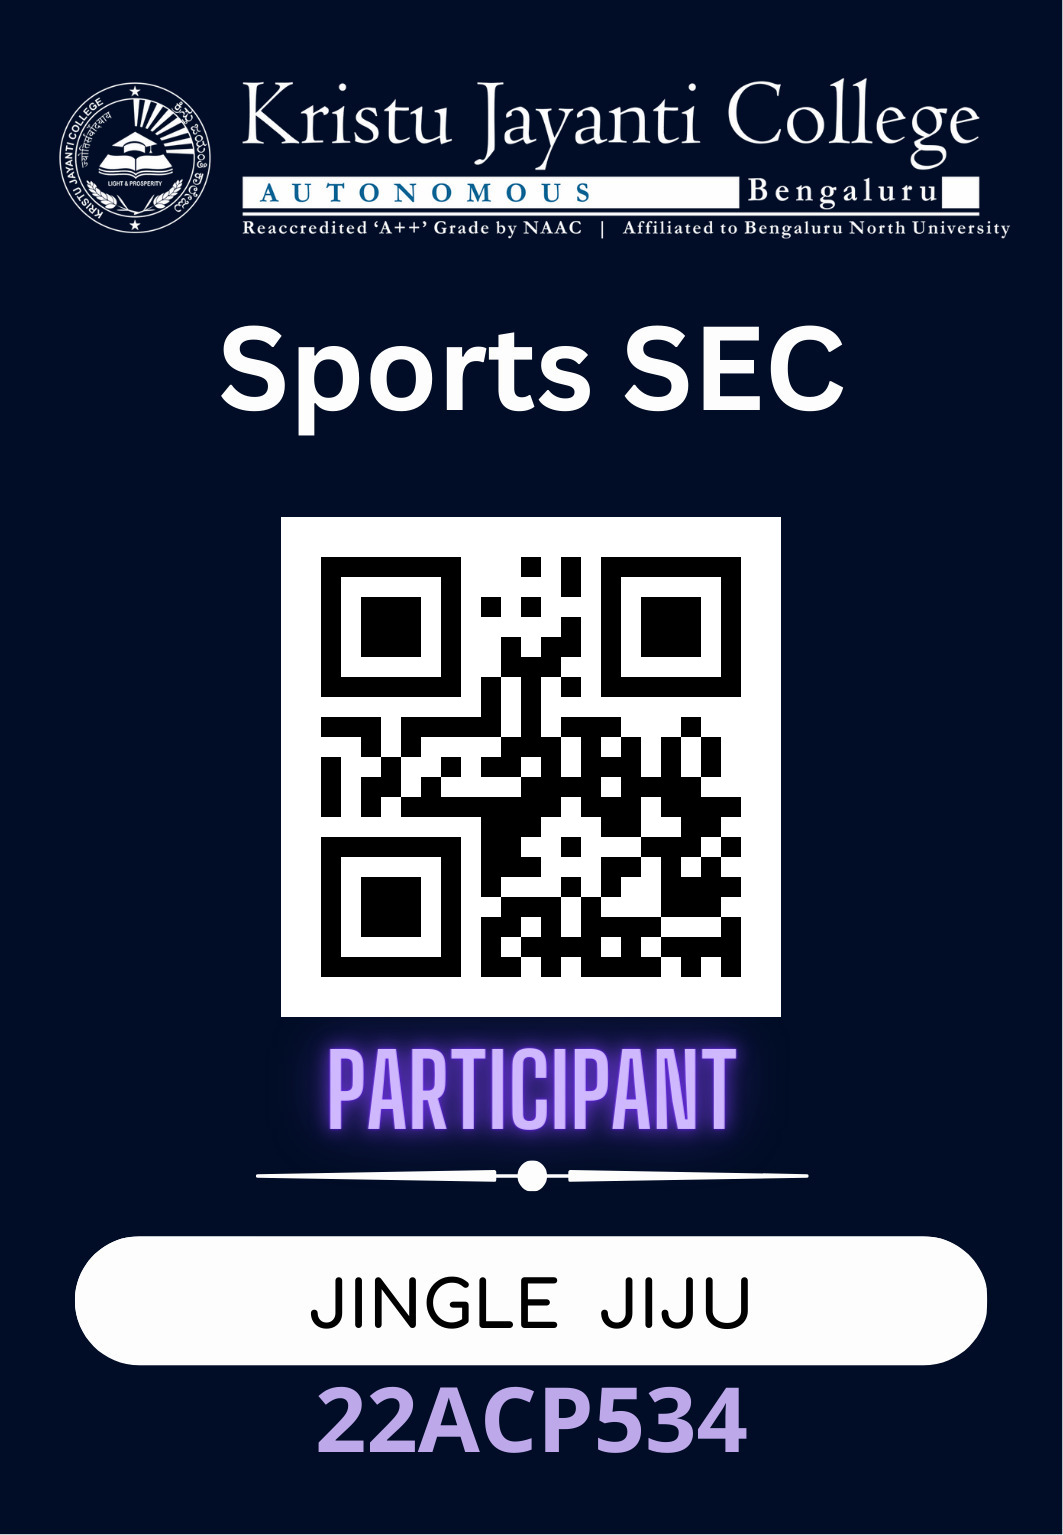 Kristu Jayanti College
AUTONOMOUS Bengaluru
Reaccredited ‘A++’ Grade by NAAC | Affiliated to Bengaluru North University
KRISTU JAYANTI COLLEGE
LIGHT & PROSPERITY
Sports SEC
PARTICIPANT
JINGLE JIJU
22ACP534